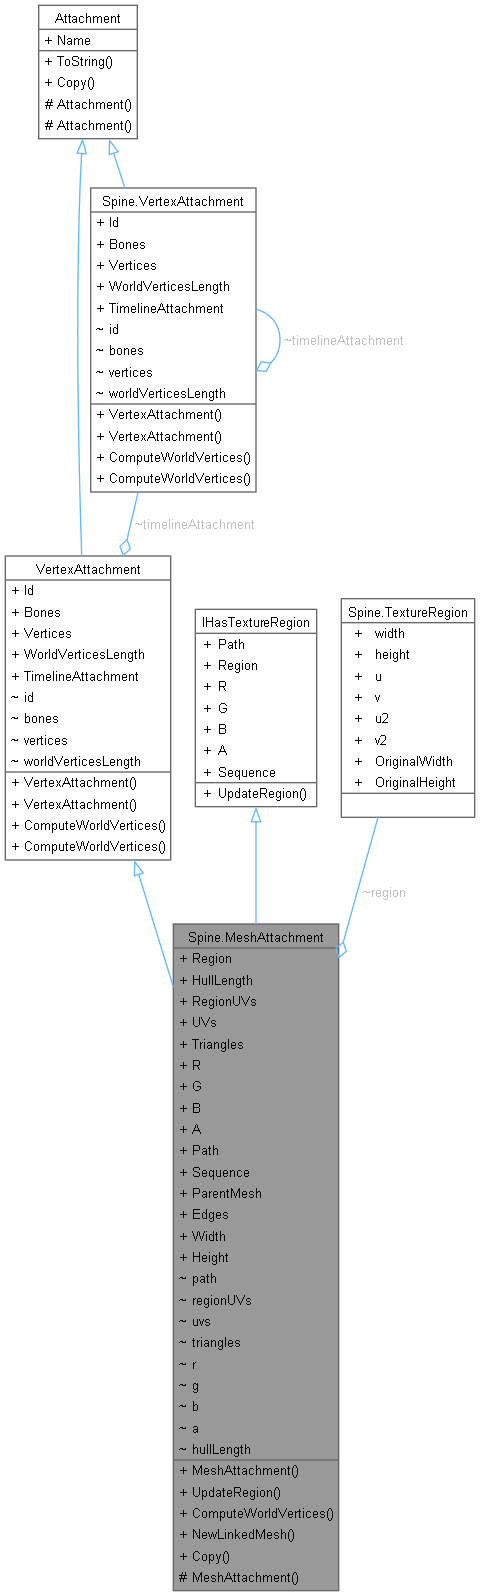 Attachment
+ Name
+ ToString()
+ Copy()
# Attachment()
# Attachment()
Spine.VertexAttachment
+ Id
+ Bones
+ Vertices
+ WorldVerticesLength
+ TimelineAttachment
~ id
~ bones
~ vertices
~ worldVerticesLength
+ VertexAttachment()
+ VertexAttachment()
+ ComputeWorldVertices()
+ ComputeWorldVertices()
~timelineAttachment
~timelineAttachment
VertexAttachment
+ Id
+ Bones
+ Vertices
+ WorldVerticesLength
+ TimelineAttachment
~ id
~ bones
~ vertices
~ worldVerticesLength
+ VertexAttachment()
+ VertexAttachment()
+ ComputeWorldVertices()
+ ComputeWorldVertices()
IHasTextureRegion
+ Path
+ Region
+ R
+ G
+ B
+ A
+ Sequence
+ UpdateRegion()
Spine.TextureRegion
+ width
+ height
+ u
+ v
+ u2
+ v2
+ OriginalWidth
+ OriginalHeight
~region
Spine.MeshAttachment
+ Region
+ HullLength
+ RegionUVs
+ UVs
+ Triangles
+ R
+ G
+ B
+ A
+ Path
+ Sequence
+ ParentMesh
+ Edges
+ Width
+ Height
~ path
~ regionUVs
~ uvs
~ triangles
~ r
~ g
~ b
~ a
~ hullLength
+ MeshAttachment()
+ UpdateRegion()
+ ComputeWorldVertices()
+ NewLinkedMesh()
+ Copy()
# MeshAttachment()